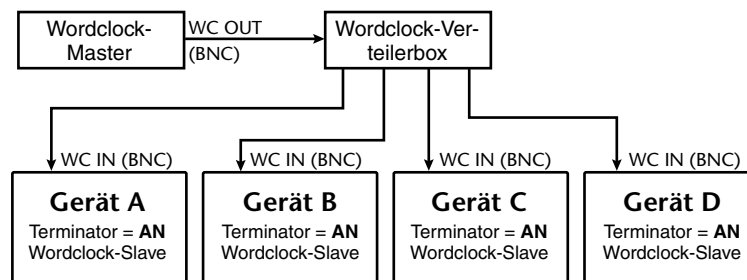 Wordclock-
Master
WC OUT
(BNC)
Wordclock-Ver-
teilerbox
WC IN (BNC)
WC IN (BNC)
WC IN (BNC)
WC IN (BNC)
Gerät A
Terminator = AN
Wordclock-Slave
Gerät B
Terminator = AN
Wordclock-Slave
Gerät C
Terminator = AN
Wordclock-Slave
Gerät D
Terminator = AN
Wordclock-Slave